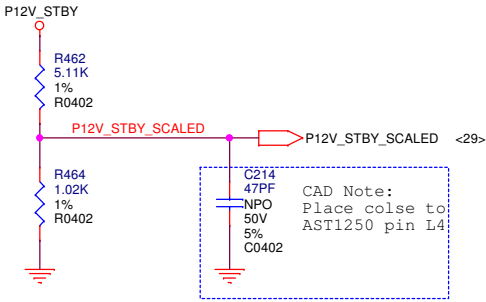 P12V_STBY
R462
5.11K
1%
R0402
P12V_STBY_SCALED
P12V_STBY_SCALED <29>
R464
1.02K
1%
R0402
C214
47PF
NPO
50V
5%
C0402
CAD Note:
Place colse to
AST1250 pin L4